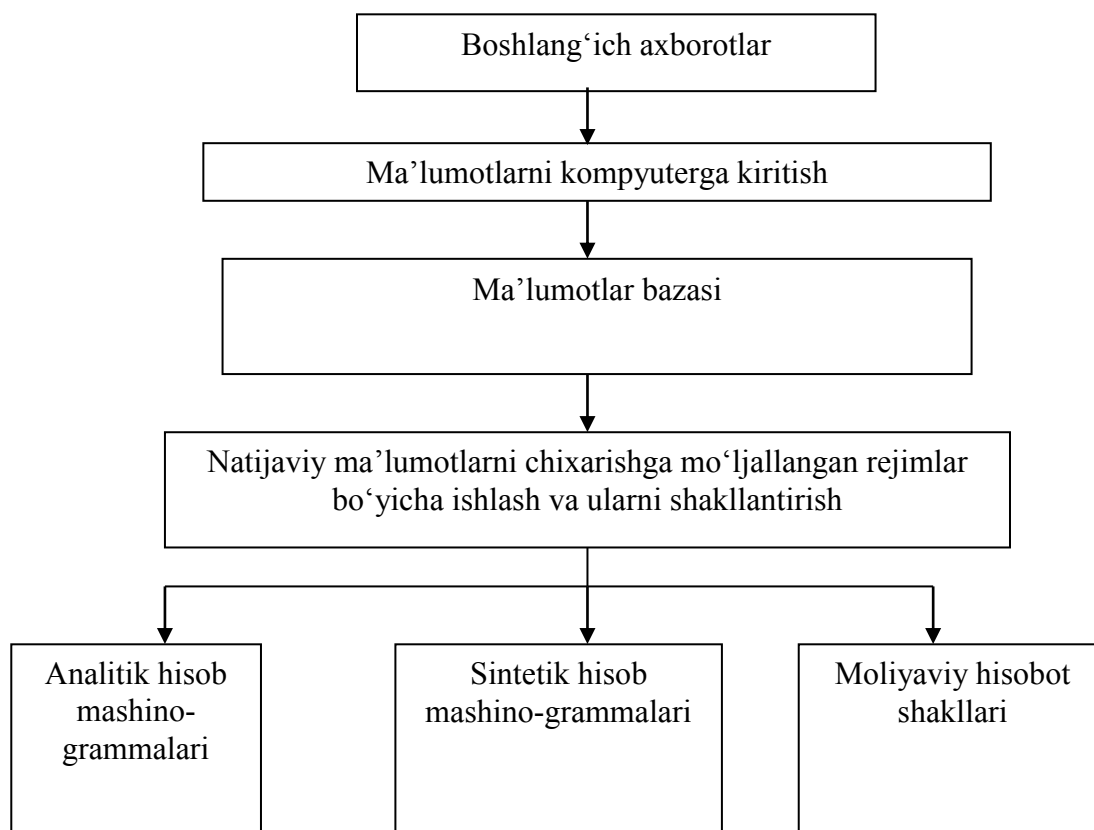 Boshlang‘ich axborotlar
Ma’lumotlarni kompyuterga kiritish
Ma’lumotlar bazasi
Natijaviy ma’lumotlarni chixarishga mo‘ljallangan rejimlar
bo‘yicha ishlash va ularni shakllantirish
Analitik hisob
mashino-
grammalari
Sintetik hisob
mashino-grammalari
Moliyaviy hisobot
shakllari